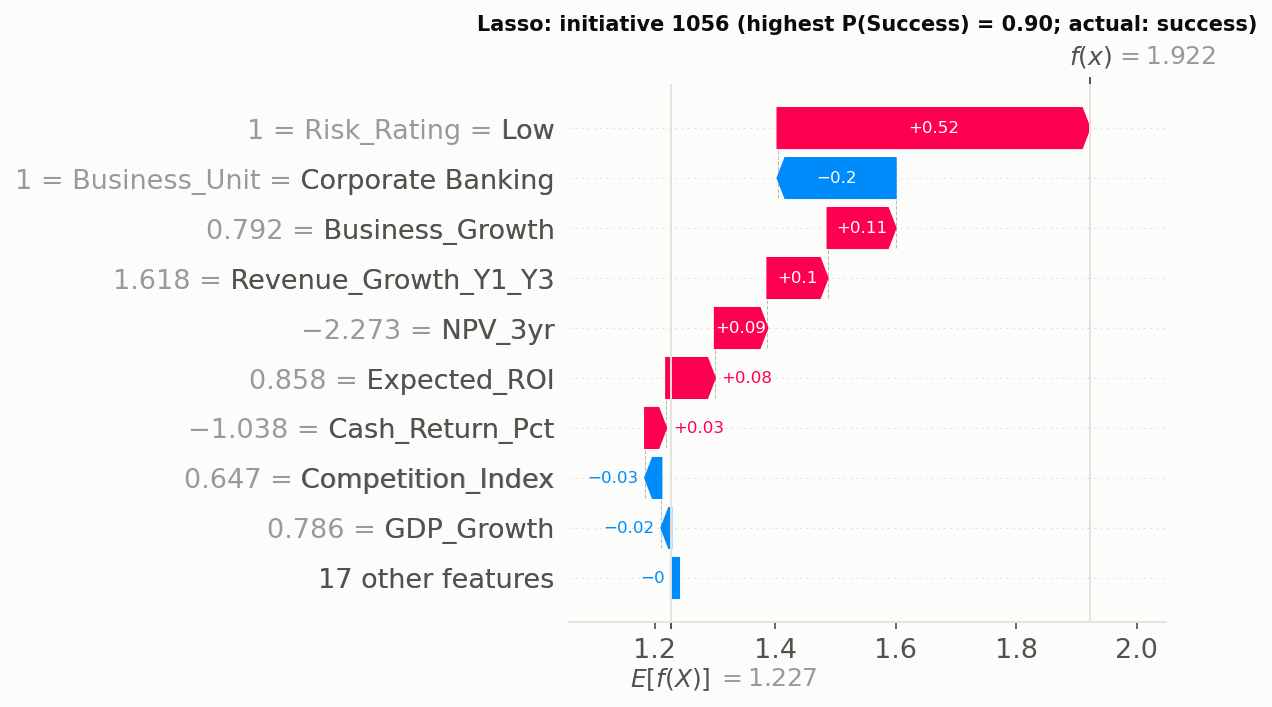 Lasso: initiative 1056 (highest P(Success) = 0.90; actual: success)
f(x) = 1.922
1 = Risk_Rating = Low
+0.52
1 = Business_Unit = Corporate Banking
−0.2
0.792 = Business_Growth
+0.11
1.618 = Revenue_Growth_Y1_Y3
+0.1
−2.273 = NPV_3yr
+0.09
0.858 = Expected_ROI
+0.08
−1.038 = Cash_Return_Pct
+0.03
0.647 = Competition_Index
−0.03
0.786 = GDP_Growth
−0.02
17 other features
−0
1.2 1.4 1.6 1.8 2.0
E[f(X)] = 1.227